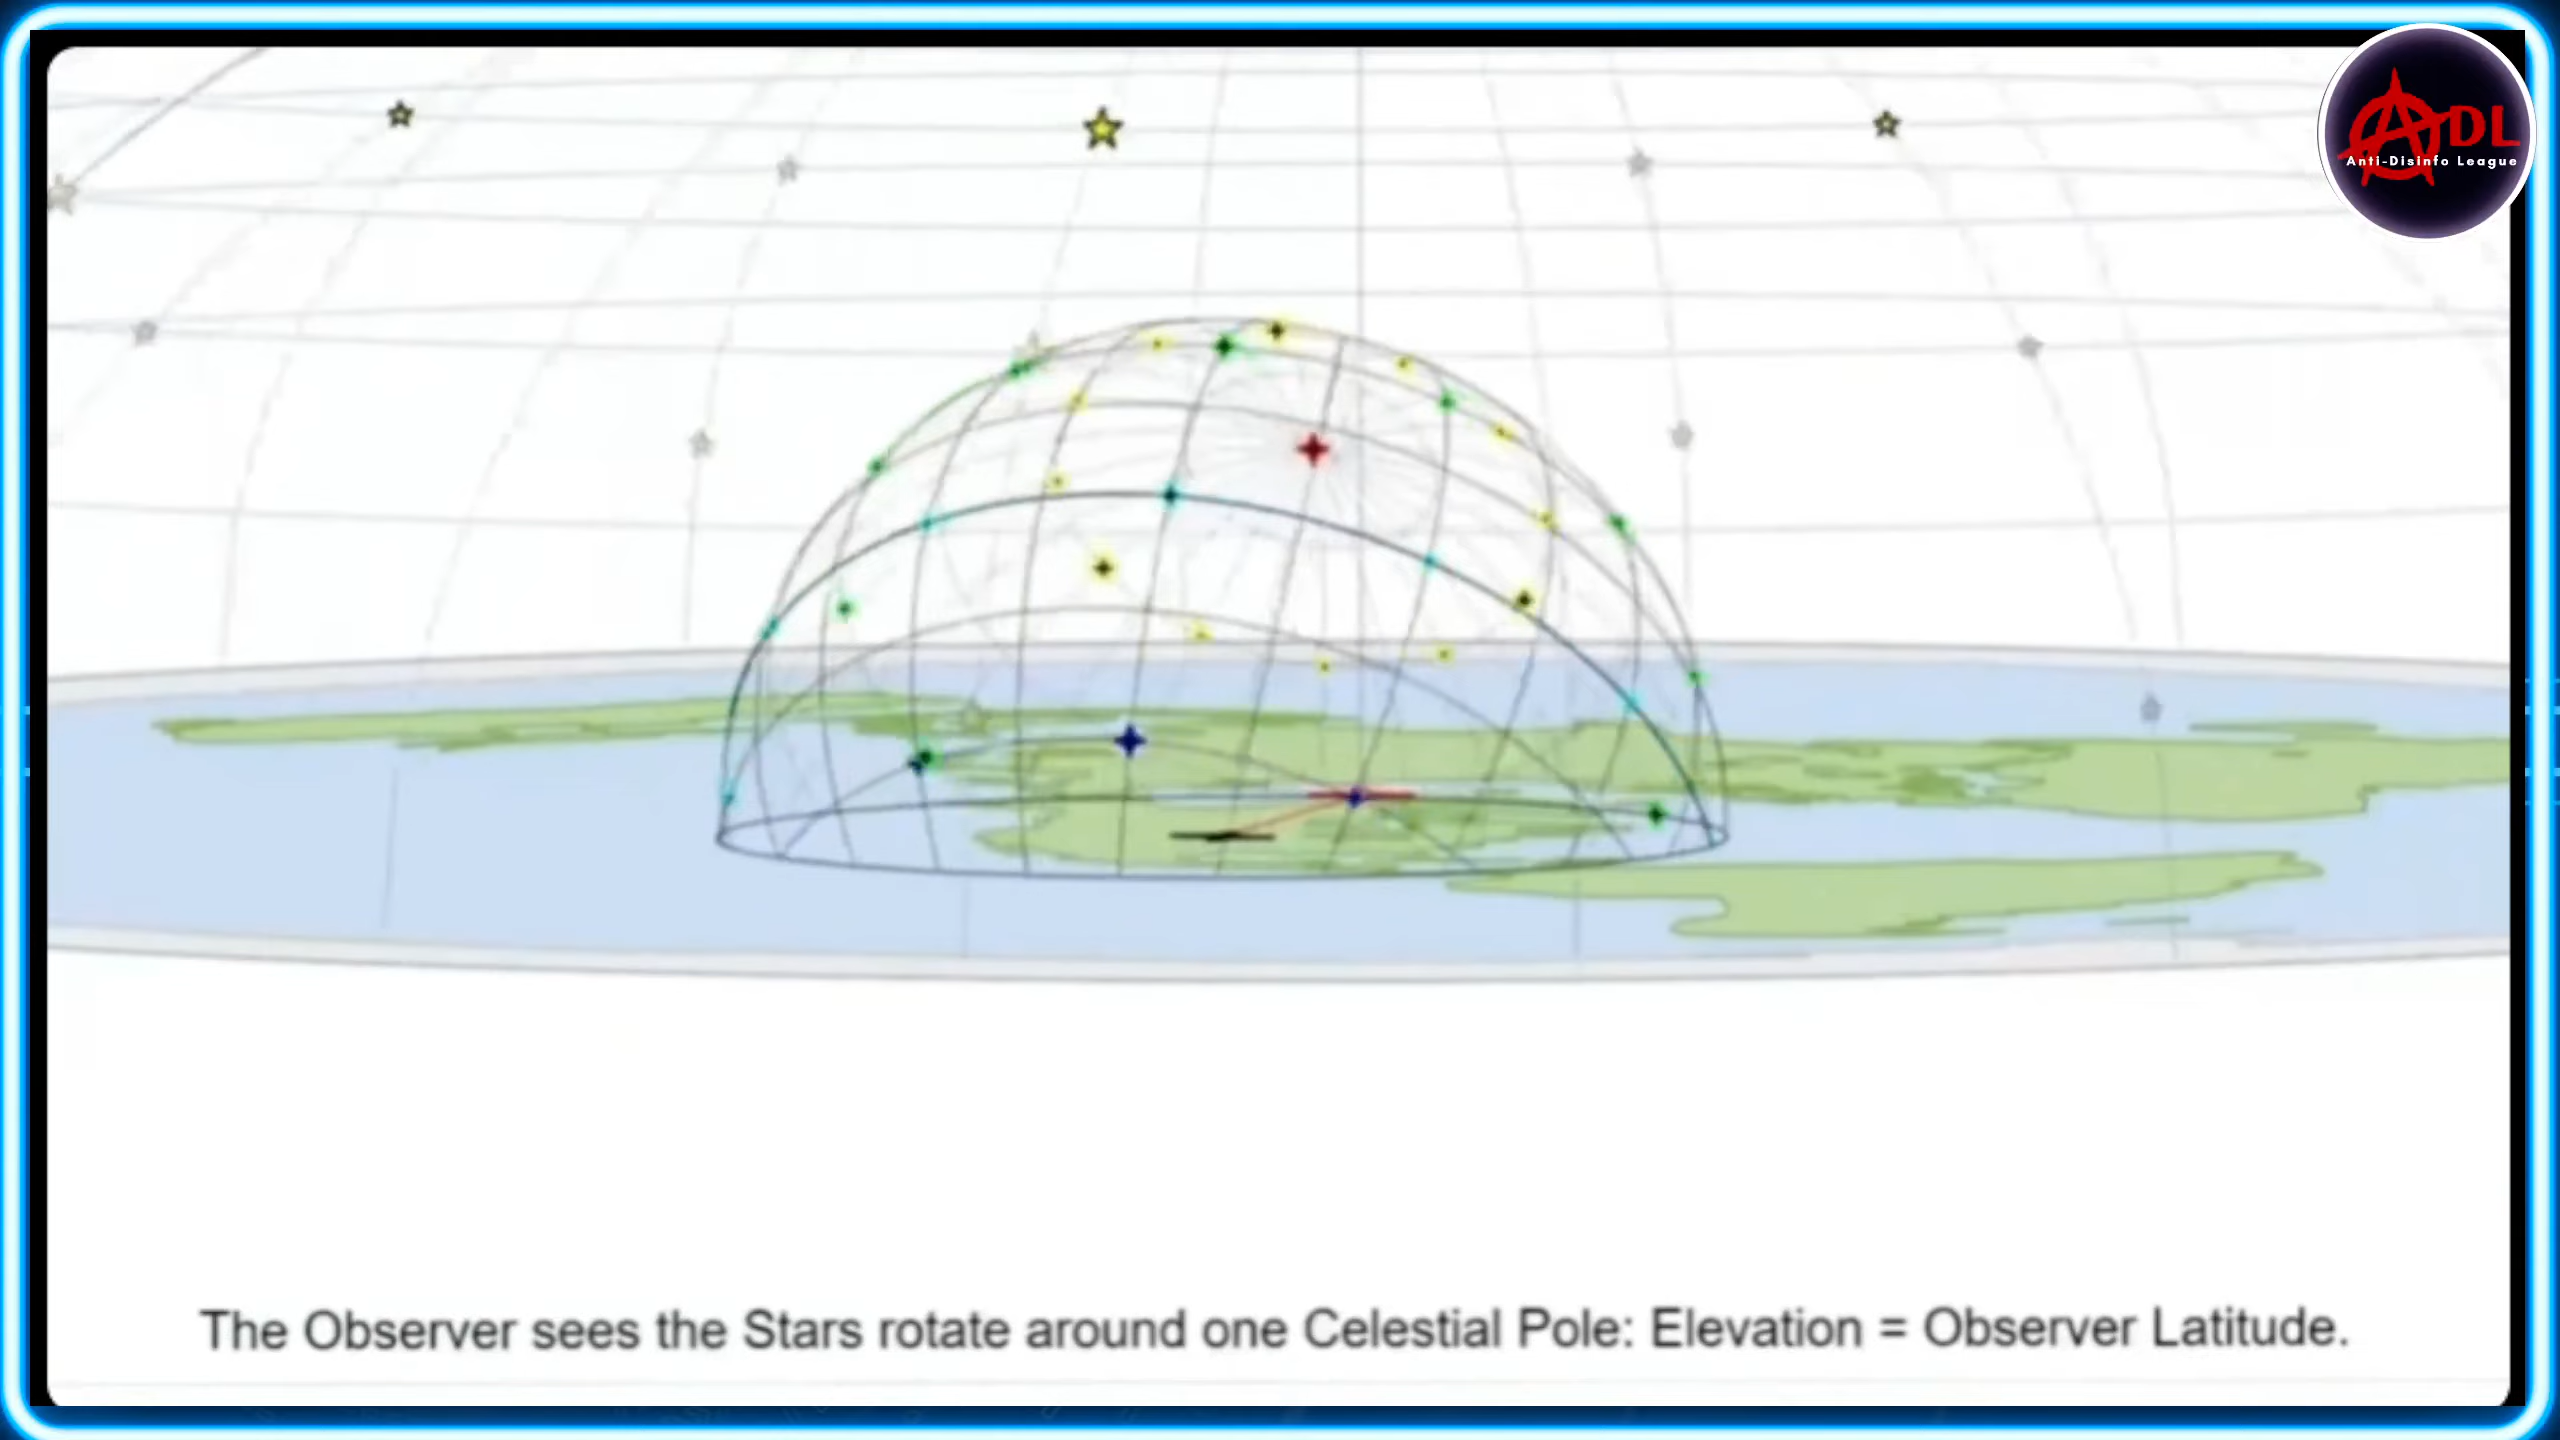 ADL
Anti-Disinfo League
The Observer sees the Stars rotate around one Celestial Pole: Elevation = Observer Latitude.